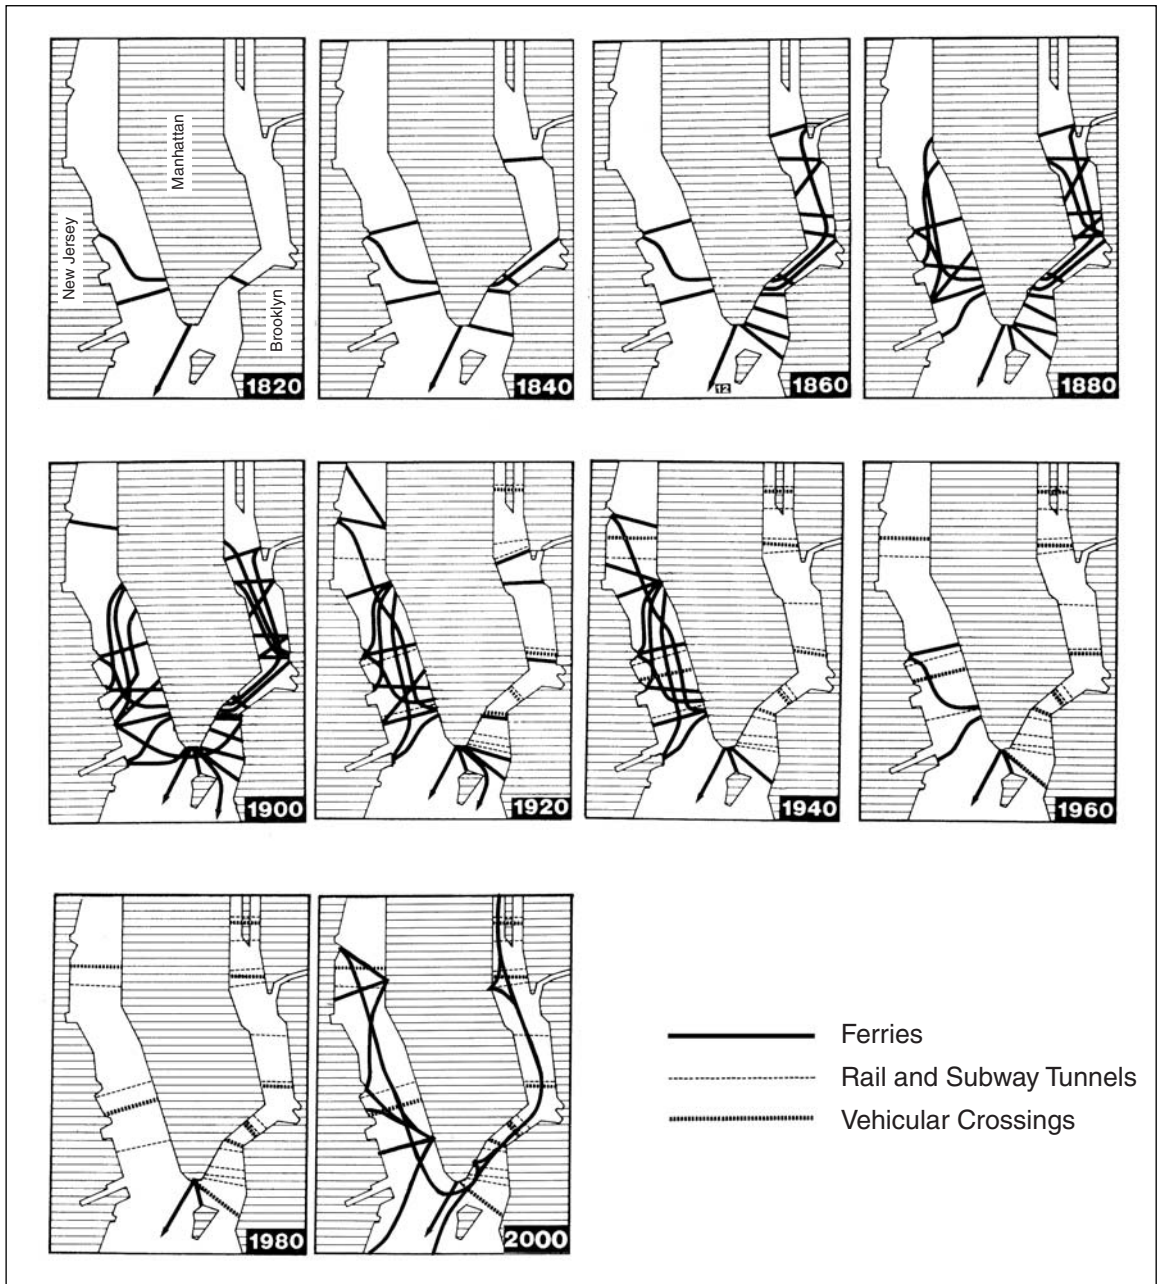 New Jersey
Manhattan
Brooklyn
1820
1840
12
1860
1880
1900
1920
1940
1960
1980
2000
Ferries
Rail and Subway Tunnels
Vehicular Crossings